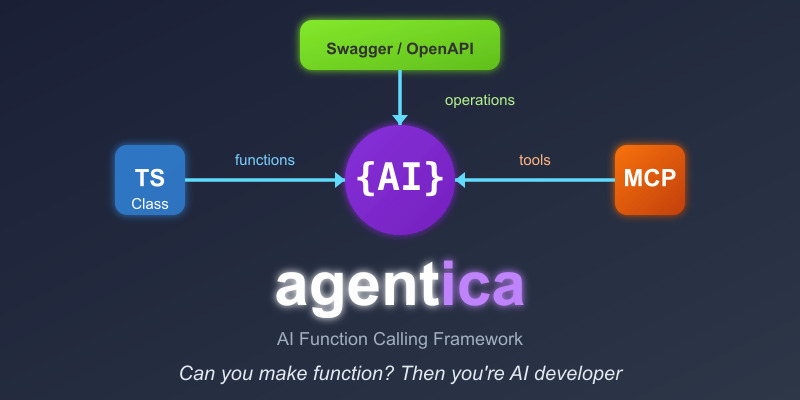 Swagger / OpenAPI
operations
functions
tools
TS
Class
{AI}
MCP
agentica
AI Function Calling Framework
Can you make function? Then you're AI developer